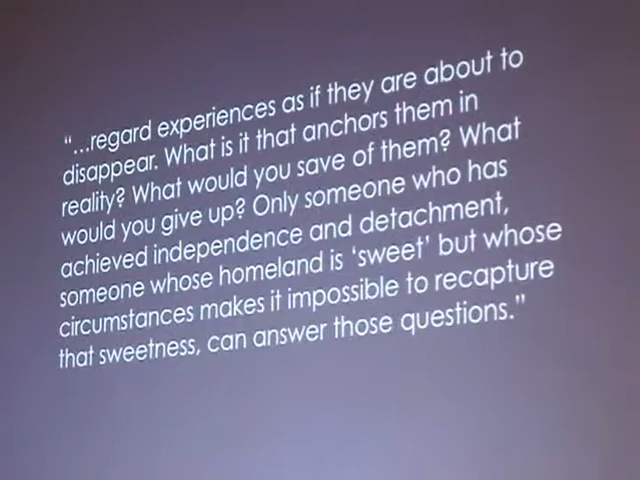 “...regard experiences as if they are about to
disappear. What is it that anchors them in
reality? What would you save of them? What
would you give up? Only someone who has
achieved independence and detachment,
someone whose homeland is ‘sweet’ but whose
circumstances makes it impossible to recapture
that sweetness, can answer those questions.”